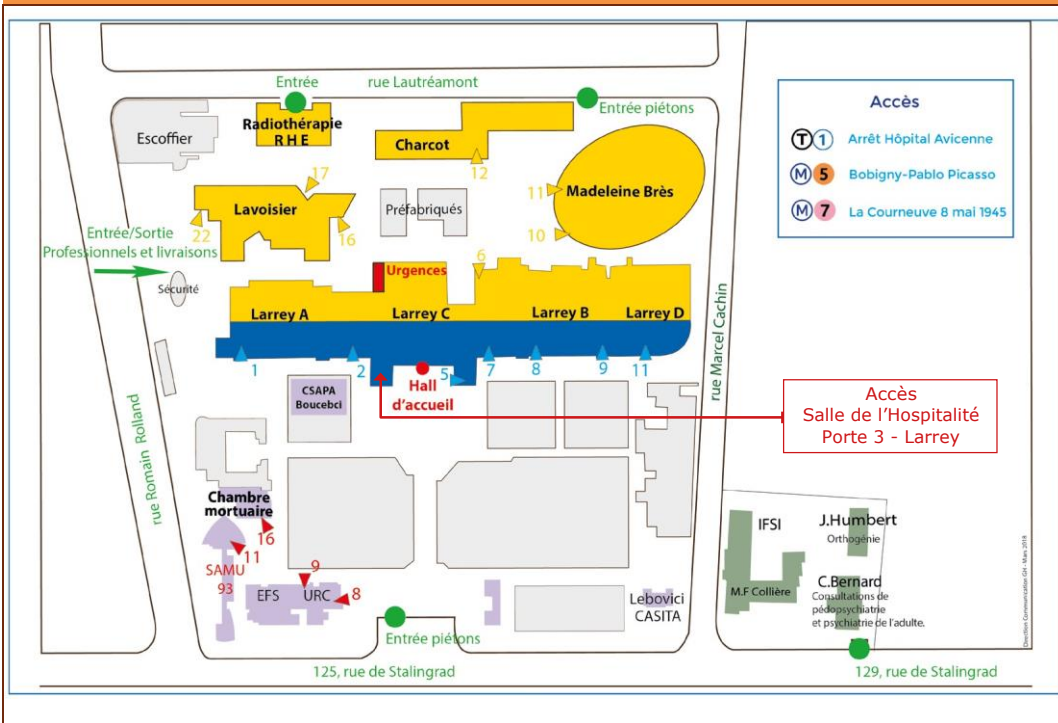 Entrée
rue Lautréamont
Entrée piétons
Escoffier
Radiothérapie
R H E
Charcot
12
17
Lavoisier
22
16
Préfabriqués
11
Madeleine Brès
10
Accès
T 1 Arrêt Hôpital Avicenne
M 5 Bobigny-Pablo Picasso
M 7 La Courneuve 8 mai 1945
Entrée/Sortie
Professionnels et livraisons
Sécurité
Urgences
6
Larrey A
Larrey C
Larrey B
Larrey D
1
2
5
7
8
9
11
Hall
d'accueil
CSAPA
Boucebci
rue Marcel Cachin
Accès
Salle de l'Hospitalité
Porte 3 - Larrey
rue Romain Rolland
Chambre
mortuaire
16
11
SAMU
93
9
EFS
URC
8
Lebovici
CASITA
Entrée piétons
125, rue de Stalingrad
IFSI
M.F Collière
J.Humbert
Orthogénie
C.Bernard
Consultations de
pédopsychiatrie
et psychiatrie de l'adulte.
129, rue de Stalingrad
Direction Communication GH - Mars 2018